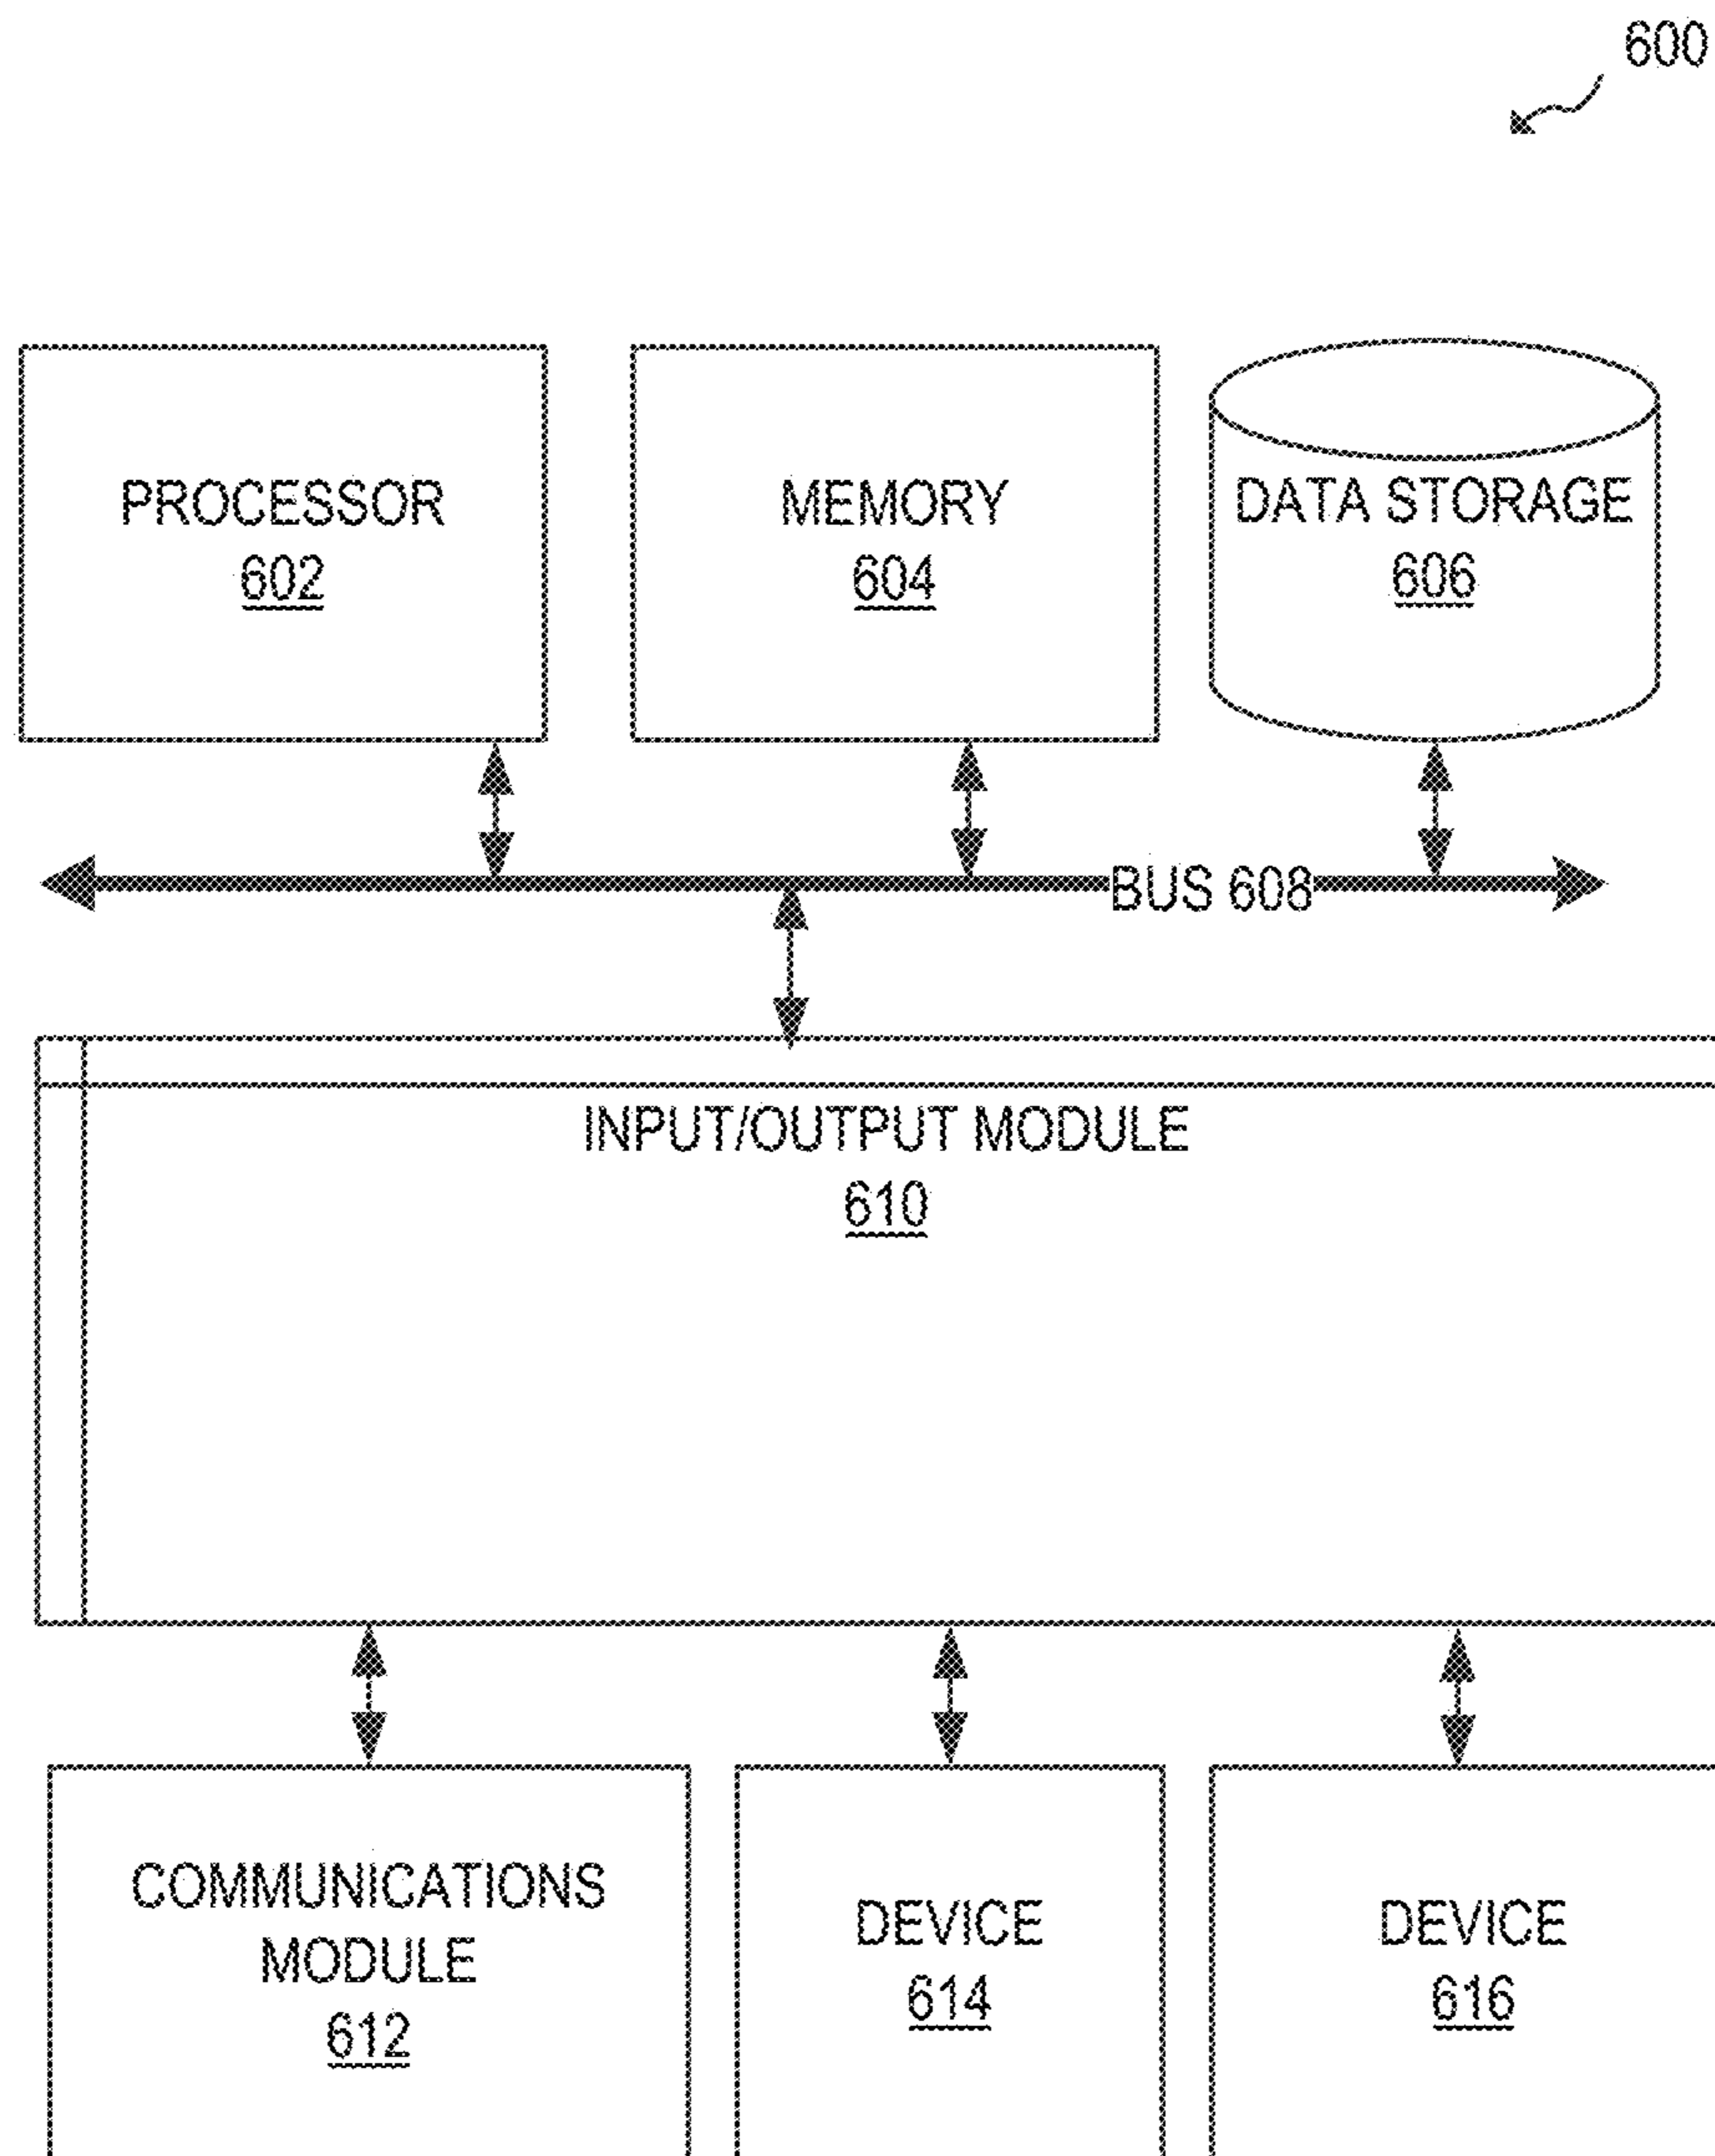 600
PROCESSOR
602
MEMORY
604
DATA STORAGE
606
BUS 608
INPUT/OUTPUT MODULE
610
COMMUNICATIONS
MODULE
612
DEVICE
614
DEVICE
616